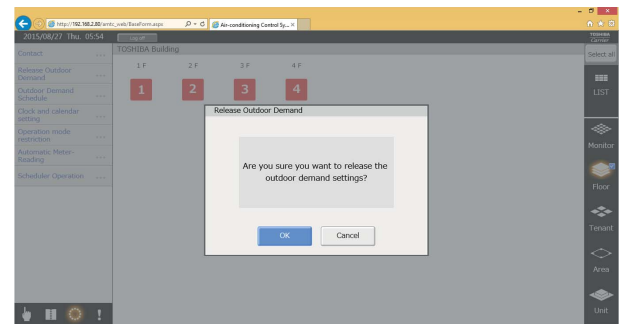 http://192.168.2.80/amtc_web/BaseForm.aspx
Air-conditioning Control Sy...
2015/08/27 Thu. 05:54
Log off
TOSHIBA
Carrier
Contact ...
TOSHIBA Building
Select all
1 F 2 F 3 F 4 F
Release Outdoor
Demand ...
1 2 3 4
LIST
Outdoor Demand
Schedule ...
Clock and calendar
setting ...
Release Outdoor Demand
Operation mode
restriction ...
Monitor
Automatic Meter-
Reading ...
Are you sure you want to release the
outdoor demand settings?
Scheduler Operation ...
Floor
OK Cancel
Tenant
Area
Unit